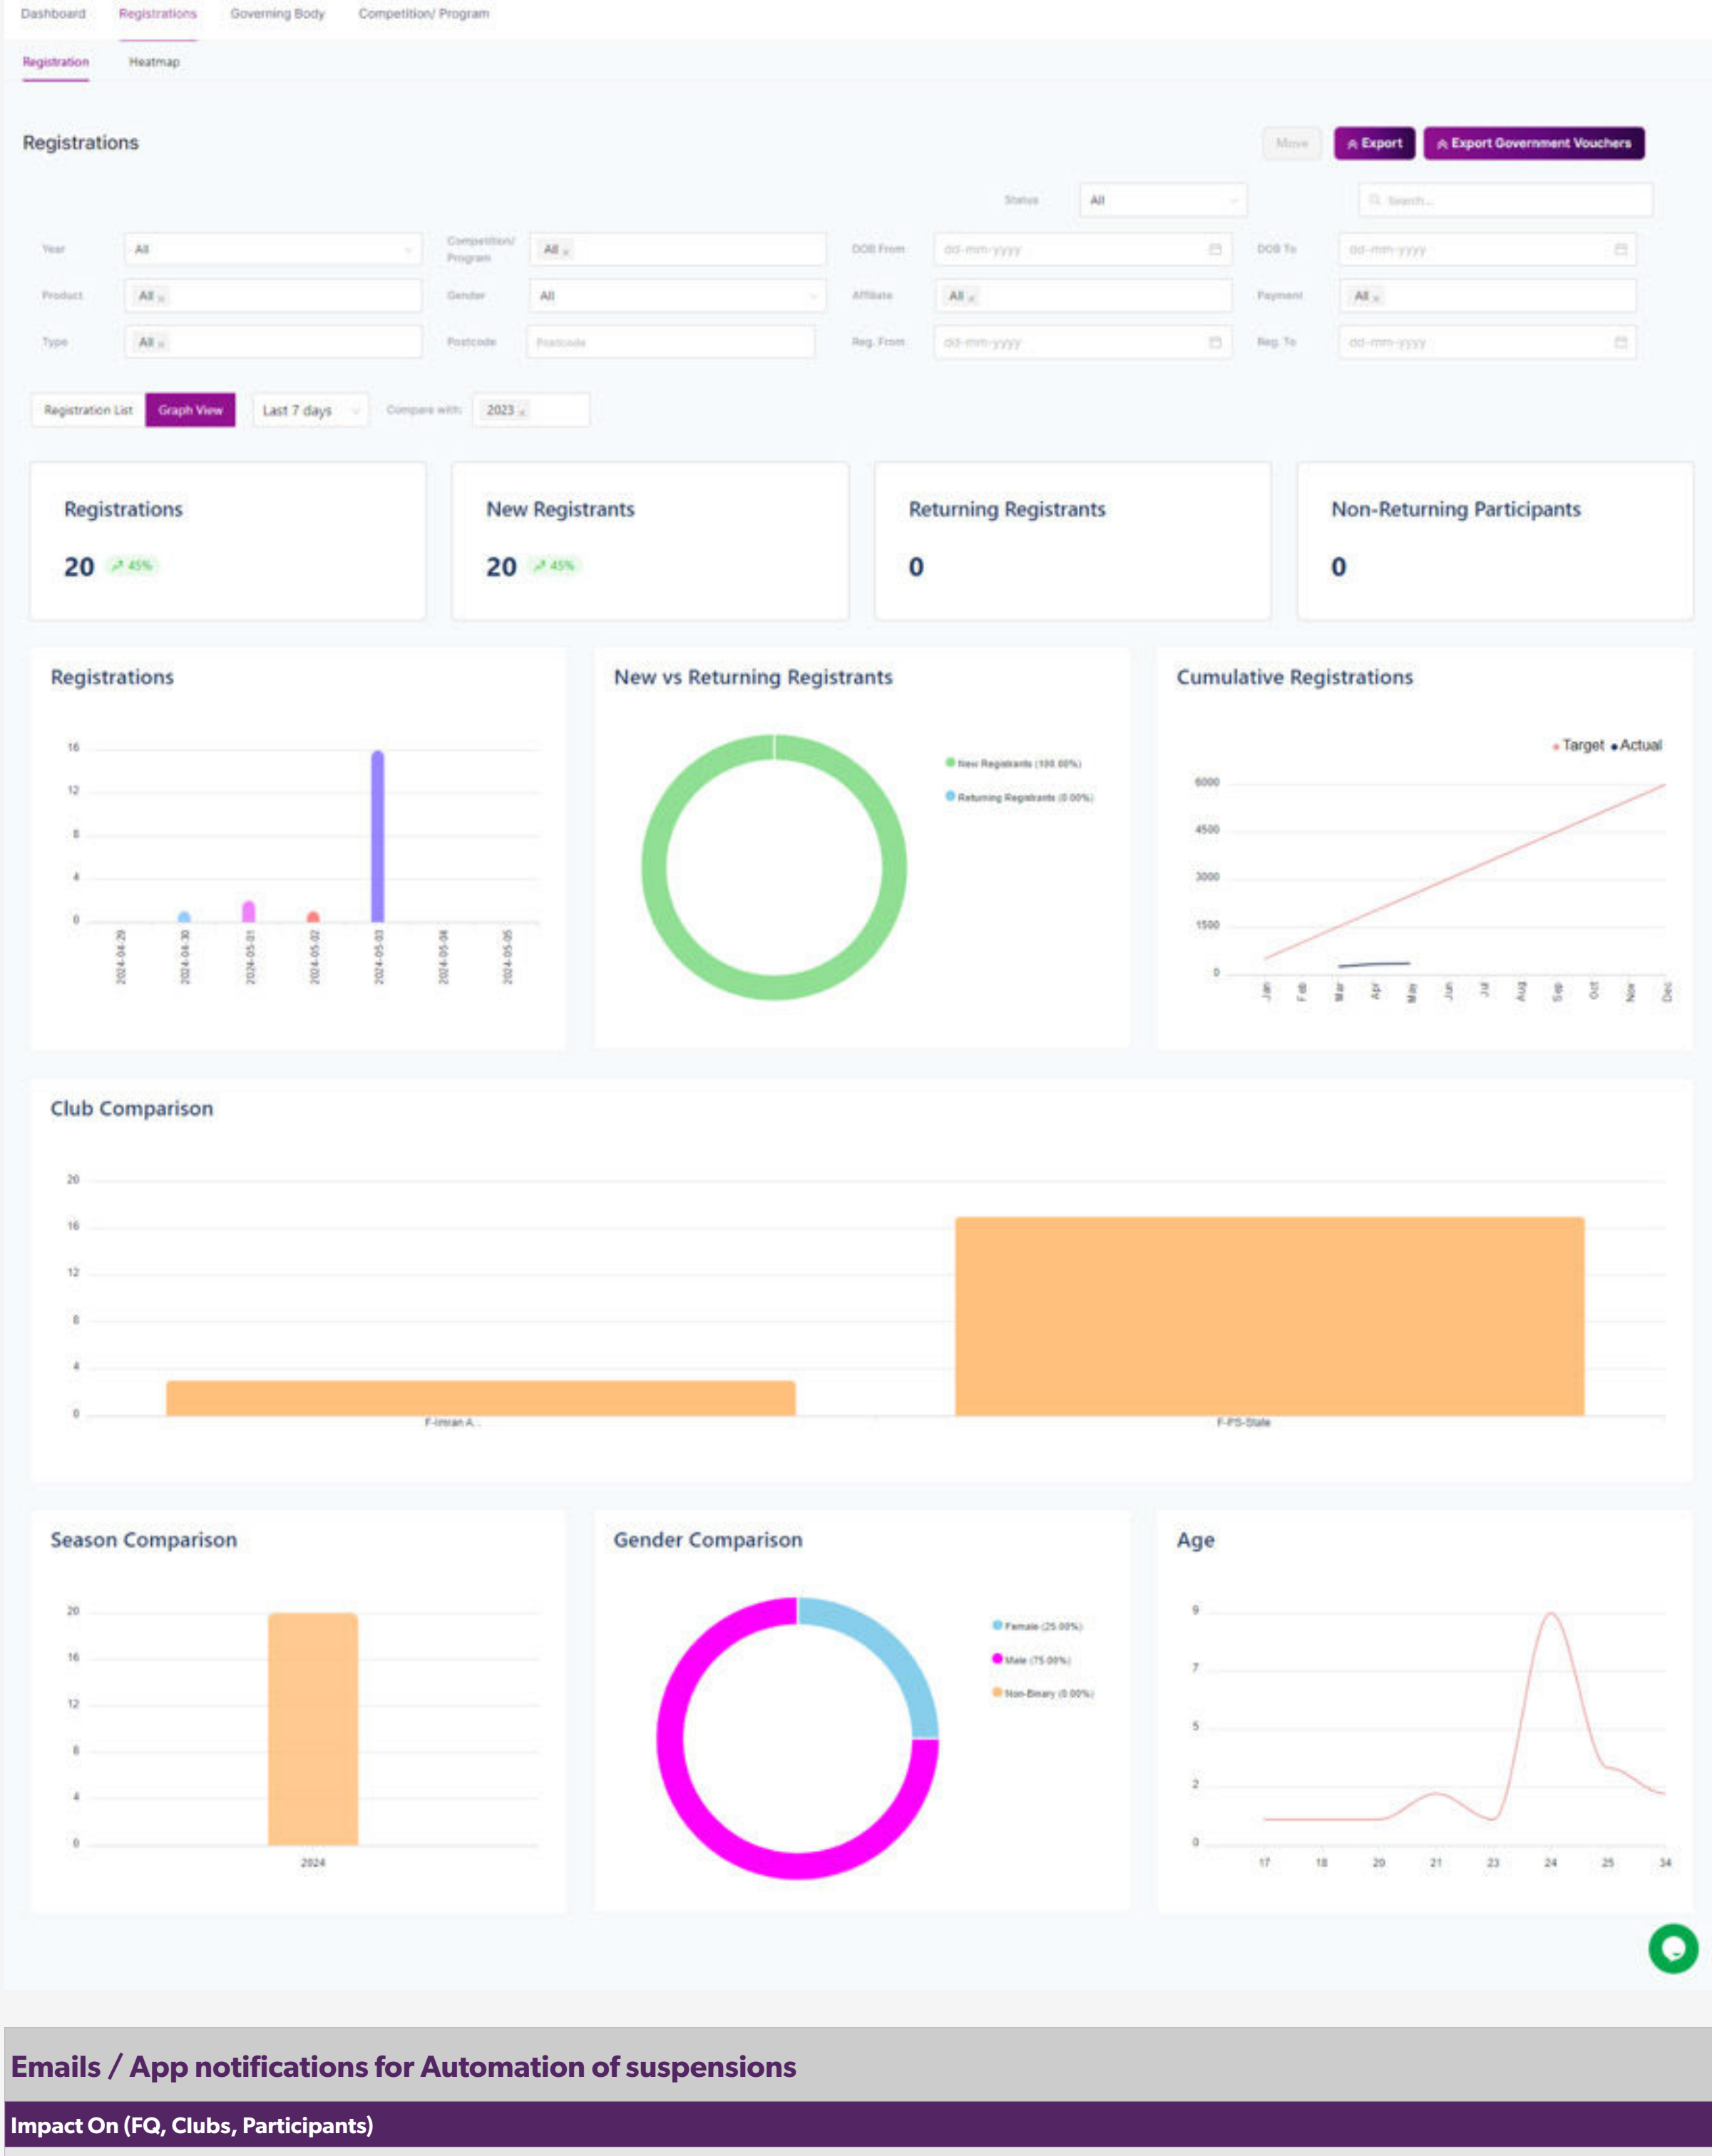 Dashboard Registrations Governing Body Competition/ Program
Registration Heatmap
Registrations Move Export Export Government Vouchers
Status All Search...
Year All Competition/ Program All × DOB From dd-mm-yyyy DOB To dd-mm-yyyy
Product All × Gender All Affiliate All × Payment All ×
Type All × Postcode Postcode Reg. From dd-mm-yyyy Reg. To dd-mm-yyyy
Registration List Graph View Last 7 days Compare with: 2023 ×
Registrations New Registrants Returning Registrants Non-Returning Participants
20 45% 20 45% 0 0
Registrations
16
12
8
4
0
2024-04-29 2024-04-30 2024-05-01 2024-05-02 2024-05-03 2024-05-04 2024-05-05
New vs Returning Registrants
New Registrants (100.00%)
Returning Registrants (0.00%)
Cumulative Registrations
Target Actual
6000
4500
3000
1500
0
Jan Feb Mar Apr May Jun Jul Aug Sep Oct Nov Dec
Club Comparison
20
16
12
8
4
0
F-Imran A... F-PS-State
Season Comparison
20
16
12
8
4
0
2024
Gender Comparison
Female (25.00%)
Male (75.00%)
Non-Binary (0.00%)
Age
9
7
5
2
0
17 18 20 21 23 24 25 34
Emails / App notifications for Automation of suspensions
Impact On (FQ, Clubs, Participants)